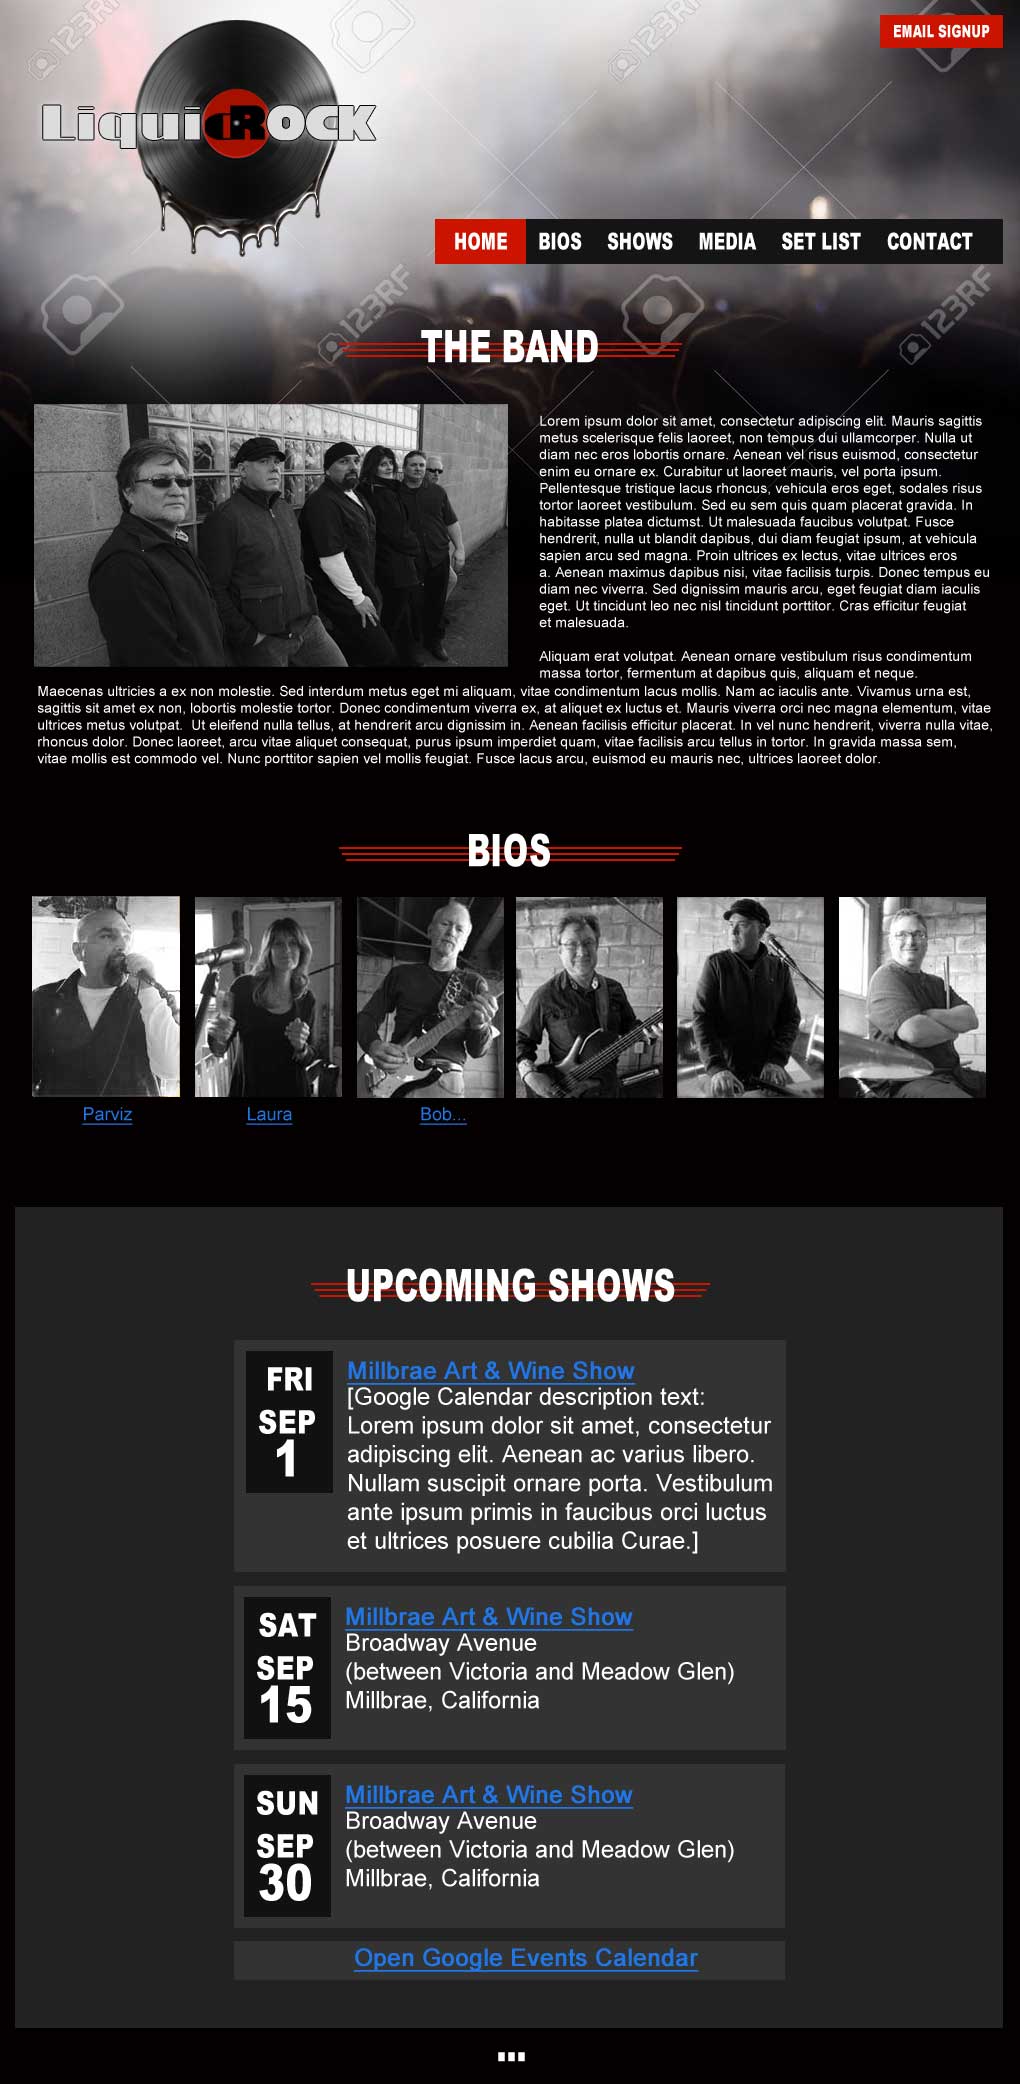 EMAIL SIGNUP
LiquidROCK
HOME BIOS SHOWS MEDIA SET LIST CONTACT
123RF
123RF
123RF
123RF
THE BAND
Lorem ipsum dolor sit amet, consectetur adipiscing elit. Mauris sagittis
metus scelerisque felis laoreet, non tempus dui ullamcorper. Nulla ut
diam nec eros lobortis ornare. Aenean vel risus euismod, consectetur
enim eu ornare ex. Curabitur ut laoreet mauris, vel porta ipsum.
Pellentesque tristique lacus rhoncus, vehicula eros eget, sodales risus
tortor laoreet vestibulum. Sed eu sem quis quam placerat gravida. In
habitasse platea dictumst. Ut malesuada faucibus volutpat. Fusce
hendrerit, nulla ut blandit dapibus, dui diam feugiat ipsum, at vehicula
sapien arcu sed magna. Proin ultrices ex lectus, vitae ultrices eros
a. Aenean maximus dapibus nisi, vitae facilisis turpis. Donec tempus eu
diam nec viverra. Sed dignissim mauris arcu, eget feugiat diam iaculis
eget. Ut tincidunt leo nec nisl tincidunt porttitor. Cras efficitur feugiat
et malesuada.
Aliquam erat volutpat. Aenean ornare vestibulum risus condimentum
massa tortor, fermentum at dapibus quis, aliquam et neque.
Maecenas ultricies a ex non molestie. Sed interdum metus eget mi aliquam, vitae condimentum lacus mollis. Nam ac iaculis ante. Vivamus urna est,
sagittis sit amet ex non, lobortis molestie tortor. Donec condimentum viverra ex, at aliquet ex luctus et. Mauris viverra orci nec magna elementum, vitae
ultrices metus volutpat. Ut eleifend nulla tellus, at hendrerit arcu dignissim in. Aenean facilisis efficitur placerat. In vel nunc hendrerit, viverra nulla vitae,
rhoncus dolor. Donec laoreet, arcu vitae aliquet consequat, purus ipsum imperdiet quam, vitae facilisis arcu tellus in tortor. In gravida massa sem,
vitae mollis est commodo vel. Nunc porttitor sapien vel mollis feugiat. Fusce lacus arcu, euismod eu mauris nec, ultrices laoreet dolor.
BIOS
Parviz Laura Bob...
UPCOMING SHOWS
FRI
SEP
1
Millbrae Art & Wine Show
[Google Calendar description text:
Lorem ipsum dolor sit amet, consectetur
adipiscing elit. Aenean ac varius libero.
Nullam suscipit ornare porta. Vestibulum
ante ipsum primis in faucibus orci luctus
et ultrices posuere cubilia Curae.]
SAT
SEP
15
Millbrae Art & Wine Show
Broadway Avenue
(between Victoria and Meadow Glen)
Millbrae, California
SUN
SEP
30
Millbrae Art & Wine Show
Broadway Avenue
(between Victoria and Meadow Glen)
Millbrae, California
Open Google Events Calendar
...